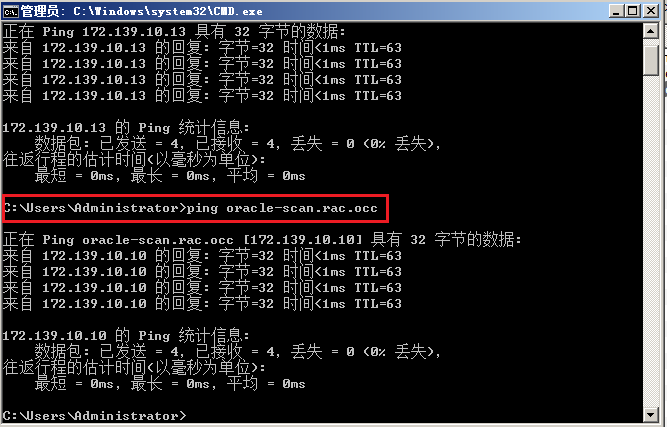 管理员: C:\Windows\system32\CMD.exe
正在 Ping 172.139.10.13 具有 32 字节的数据:
来自 172.139.10.13 的回复: 字节=32 时间<1ms TTL=63
来自 172.139.10.13 的回复: 字节=32 时间<1ms TTL=63
来自 172.139.10.13 的回复: 字节=32 时间<1ms TTL=63
来自 172.139.10.13 的回复: 字节=32 时间<1ms TTL=63
172.139.10.13 的 Ping 统计信息:
数据包: 已发送 = 4, 已接收 = 4, 丢失 = 0 (0% 丢失),
往返行程的估计时间(以毫秒为单位):
最短 = 0ms, 最长 = 0ms, 平均 = 0ms
C:\Users\Administrator>ping oracle-scan.rac.occ
正在 Ping oracle-scan.rac.occ [172.139.10.10] 具有 32 字节的数据:
来自 172.139.10.10 的回复: 字节=32 时间<1ms TTL=63
来自 172.139.10.10 的回复: 字节=32 时间<1ms TTL=63
来自 172.139.10.10 的回复: 字节=32 时间<1ms TTL=63
来自 172.139.10.10 的回复: 字节=32 时间<1ms TTL=63
172.139.10.10 的 Ping 统计信息:
数据包: 已发送 = 4, 已接收 = 4, 丢失 = 0 (0% 丢失),
往返行程的估计时间(以毫秒为单位):
最短 = 0ms, 最长 = 0ms, 平均 = 0ms
C:\Users\Administrator>